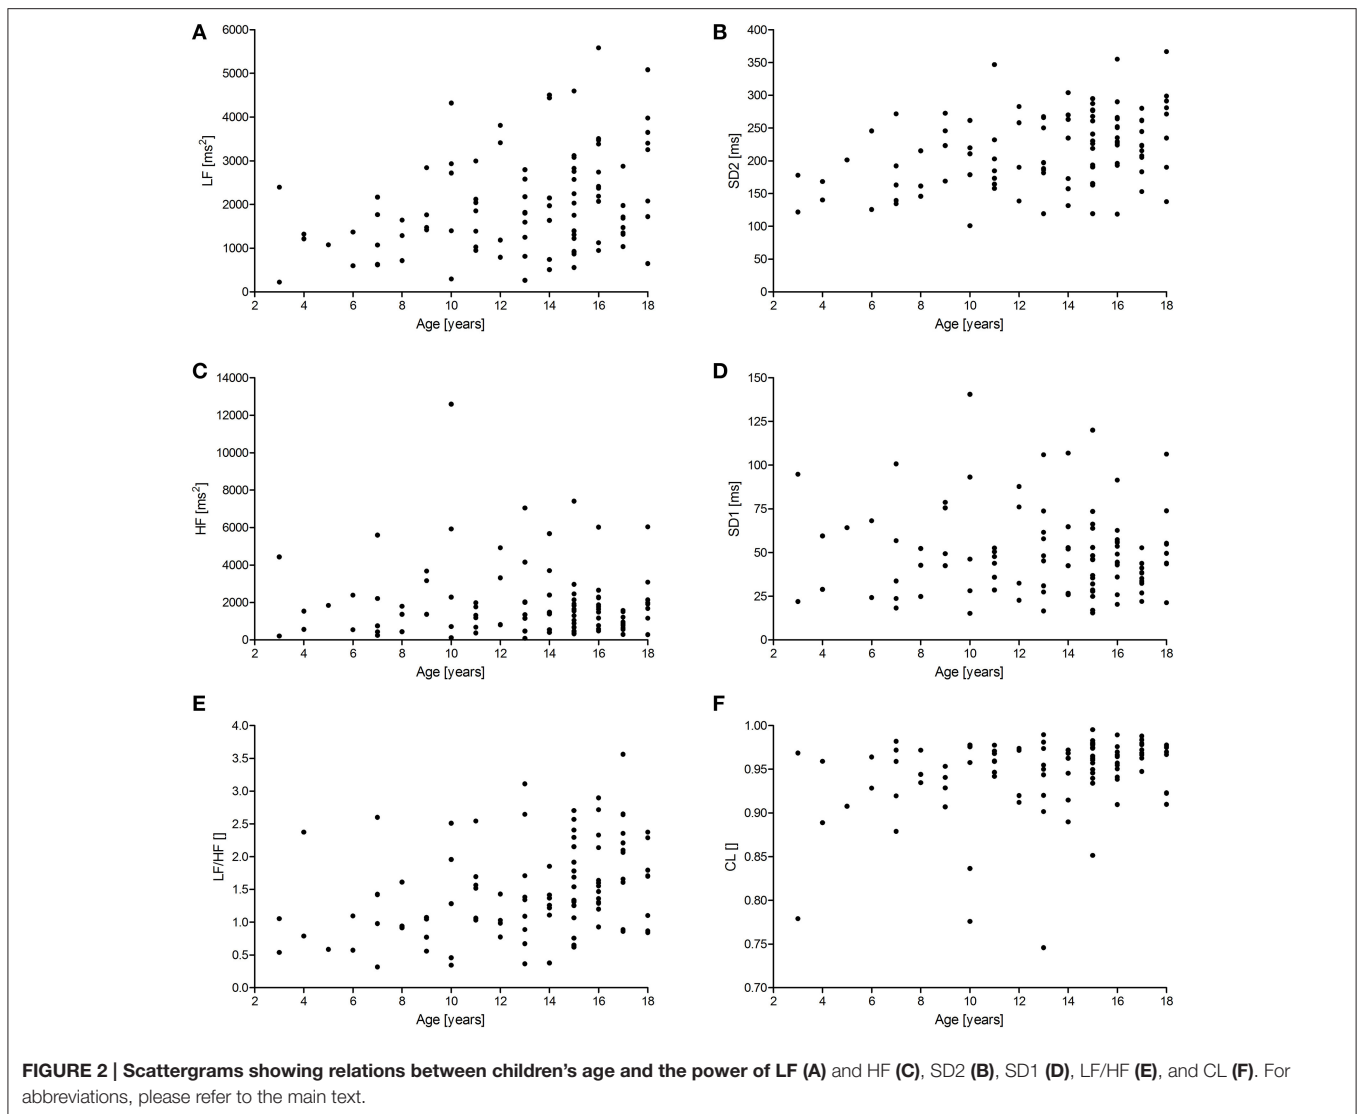 A
6000
5000
4000
3000
2000
1000
0
LF [ms²]
2 4 6 8 10 12 14 16 18
Age [years]
B
400
350
300
250
200
150
100
50
0
SD2 [ms]
2 4 6 8 10 12 14 16 18
Age [years]
C
14000
12000
10000
8000
6000
4000
2000
0
HF [ms²]
2 4 6 8 10 12 14 16 18
Age [years]
D
150
125
100
75
50
25
0
SD1 [ms]
2 4 6 8 10 12 14 16 18
Age [years]
E
4.0
3.5
3.0
2.5
2.0
1.5
1.0
0.5
0.0
LF/HF []
2 4 6 8 10 12 14 16 18
Age [years]
F
1.00
0.95
0.90
0.85
0.80
0.75
0.70
CL []
2 4 6 8 10 12 14 16 18
Age [years]
FIGURE 2 | Scattergrams showing relations between children's age and the power of LF (A) and HF (C), SD2 (B), SD1 (D), LF/HF (E), and CL (F). For
abbreviations, please refer to the main text.